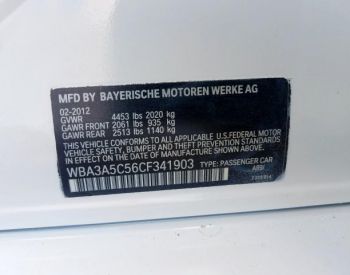 MFD BY BAYERISCHE MOTOREN WERKE AG
02-2012
GVWR 4453 lbs 2020 kg
GAWR FRONT 2061 lbs 935 kg
GAWR REAR 2513 lbs 1140 kg
THIS VEHICLE CONFORMS TO ALL APPLICABLE U.S.FEDERAL MOTOR
VEHICLE SAFETY, BUMPER AND THEFT PREVENTION STANDARDS
IN EFFECT ON THE DATE OF MANUFACTURE SHOWN ABOVE.
WBA3A5C56CF341903 TYPE: PASSENGER CAR